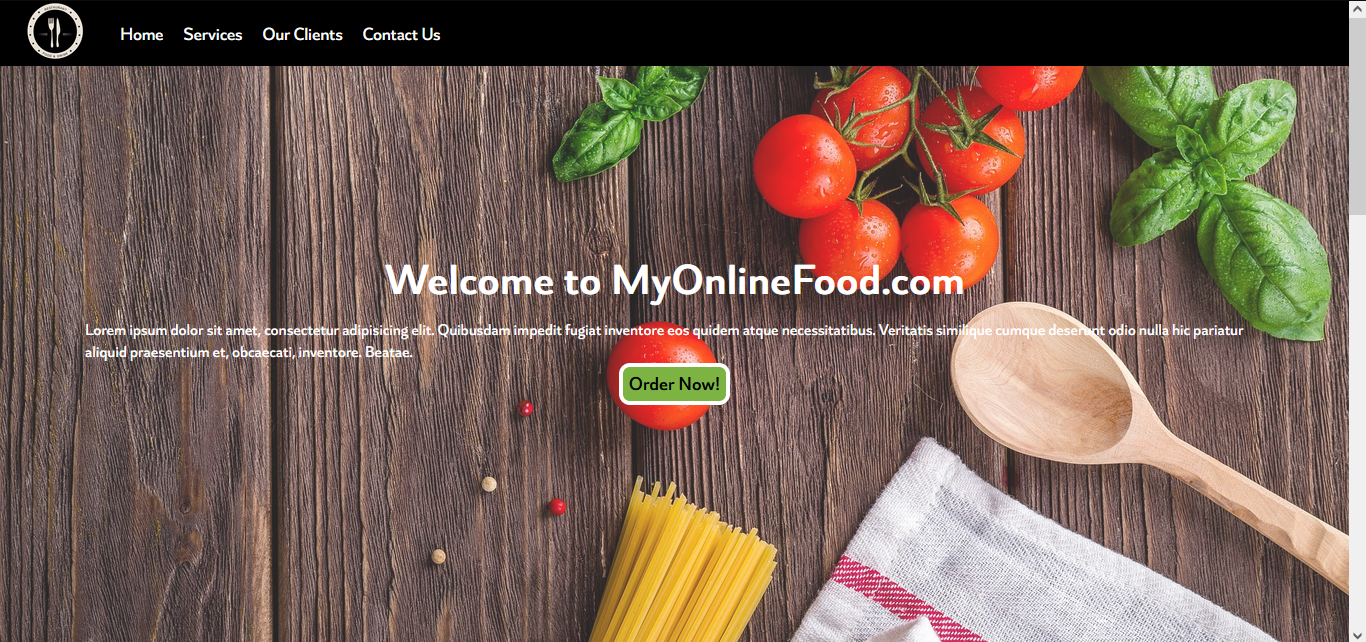 Home Services Our Clients Contact Us
Welcome to MyOnlineFood.com
Lorem ipsum dolor sit amet, consectetur adipisicing elit. Quibusdam impedit fugiat inventore eos quidem atque necessitatibus. Veritatis similique cumque deserunt odio nulla hic pariatur
aliquid praesentium et, obcaecati, inventore. Beatae.
Order Now!